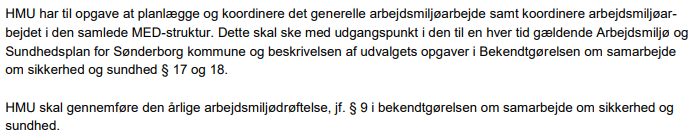 HMU har til opgave at planlægge og koordinere det generelle arbejdsmiljøarbejde samt koordinere arbejdsmiljøar-
bejdet i den samlede MED-struktur. Dette skal ske med udgangspunkt i den til en hver tid gældende Arbejdsmiljø og
Sundhedsplan for Sønderborg kommune og beskrivelsen af udvalgets opgaver i Bekendtgørelsen om samarbejde
om sikkerhed og sundhed § 17 og 18.
HMU skal gennemføre den årlige arbejdsmiljødrøftelse, jf. § 9 i bekendtgørelsen om samarbejde om sikkerhed og
sundhed.